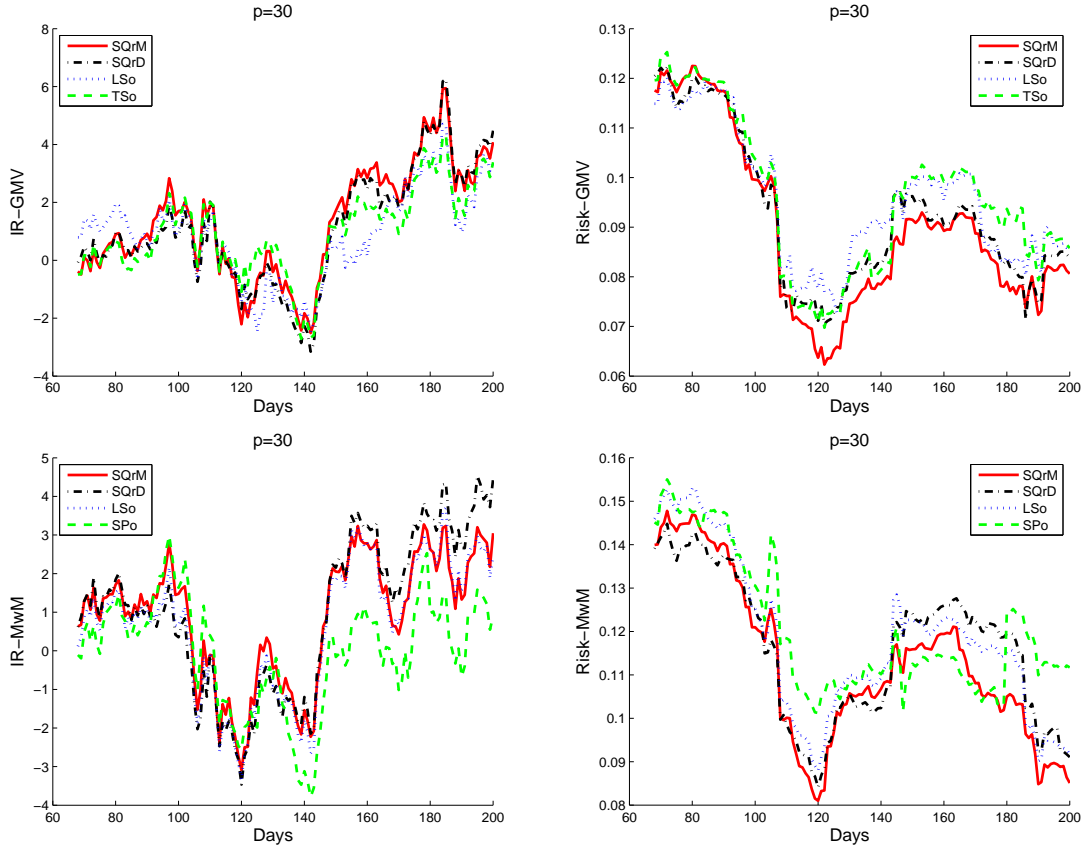 p=30
IR−GMV
8
6
4
2
0
−2
−4
SQrM
SQrD
LSo
TSo
60 80 100 120 140 160 180 200
Days
p=30
Risk−GMV
0.13
0.12
0.11
0.1
0.09
0.08
0.07
0.06
SQrM
SQrD
LSo
TSo
60 80 100 120 140 160 180 200
Days
p=30
IR−MwM
5
4
3
2
1
0
−1
−2
−3
−4
SQrM
SQrD
LSo
SPo
60 80 100 120 140 160 180 200
Days
p=30
Risk−MwM
0.16
0.15
0.14
0.13
0.12
0.11
0.1
0.09
0.08
SQrM
SQrD
LSo
SPo
60 80 100 120 140 160 180 200
Days